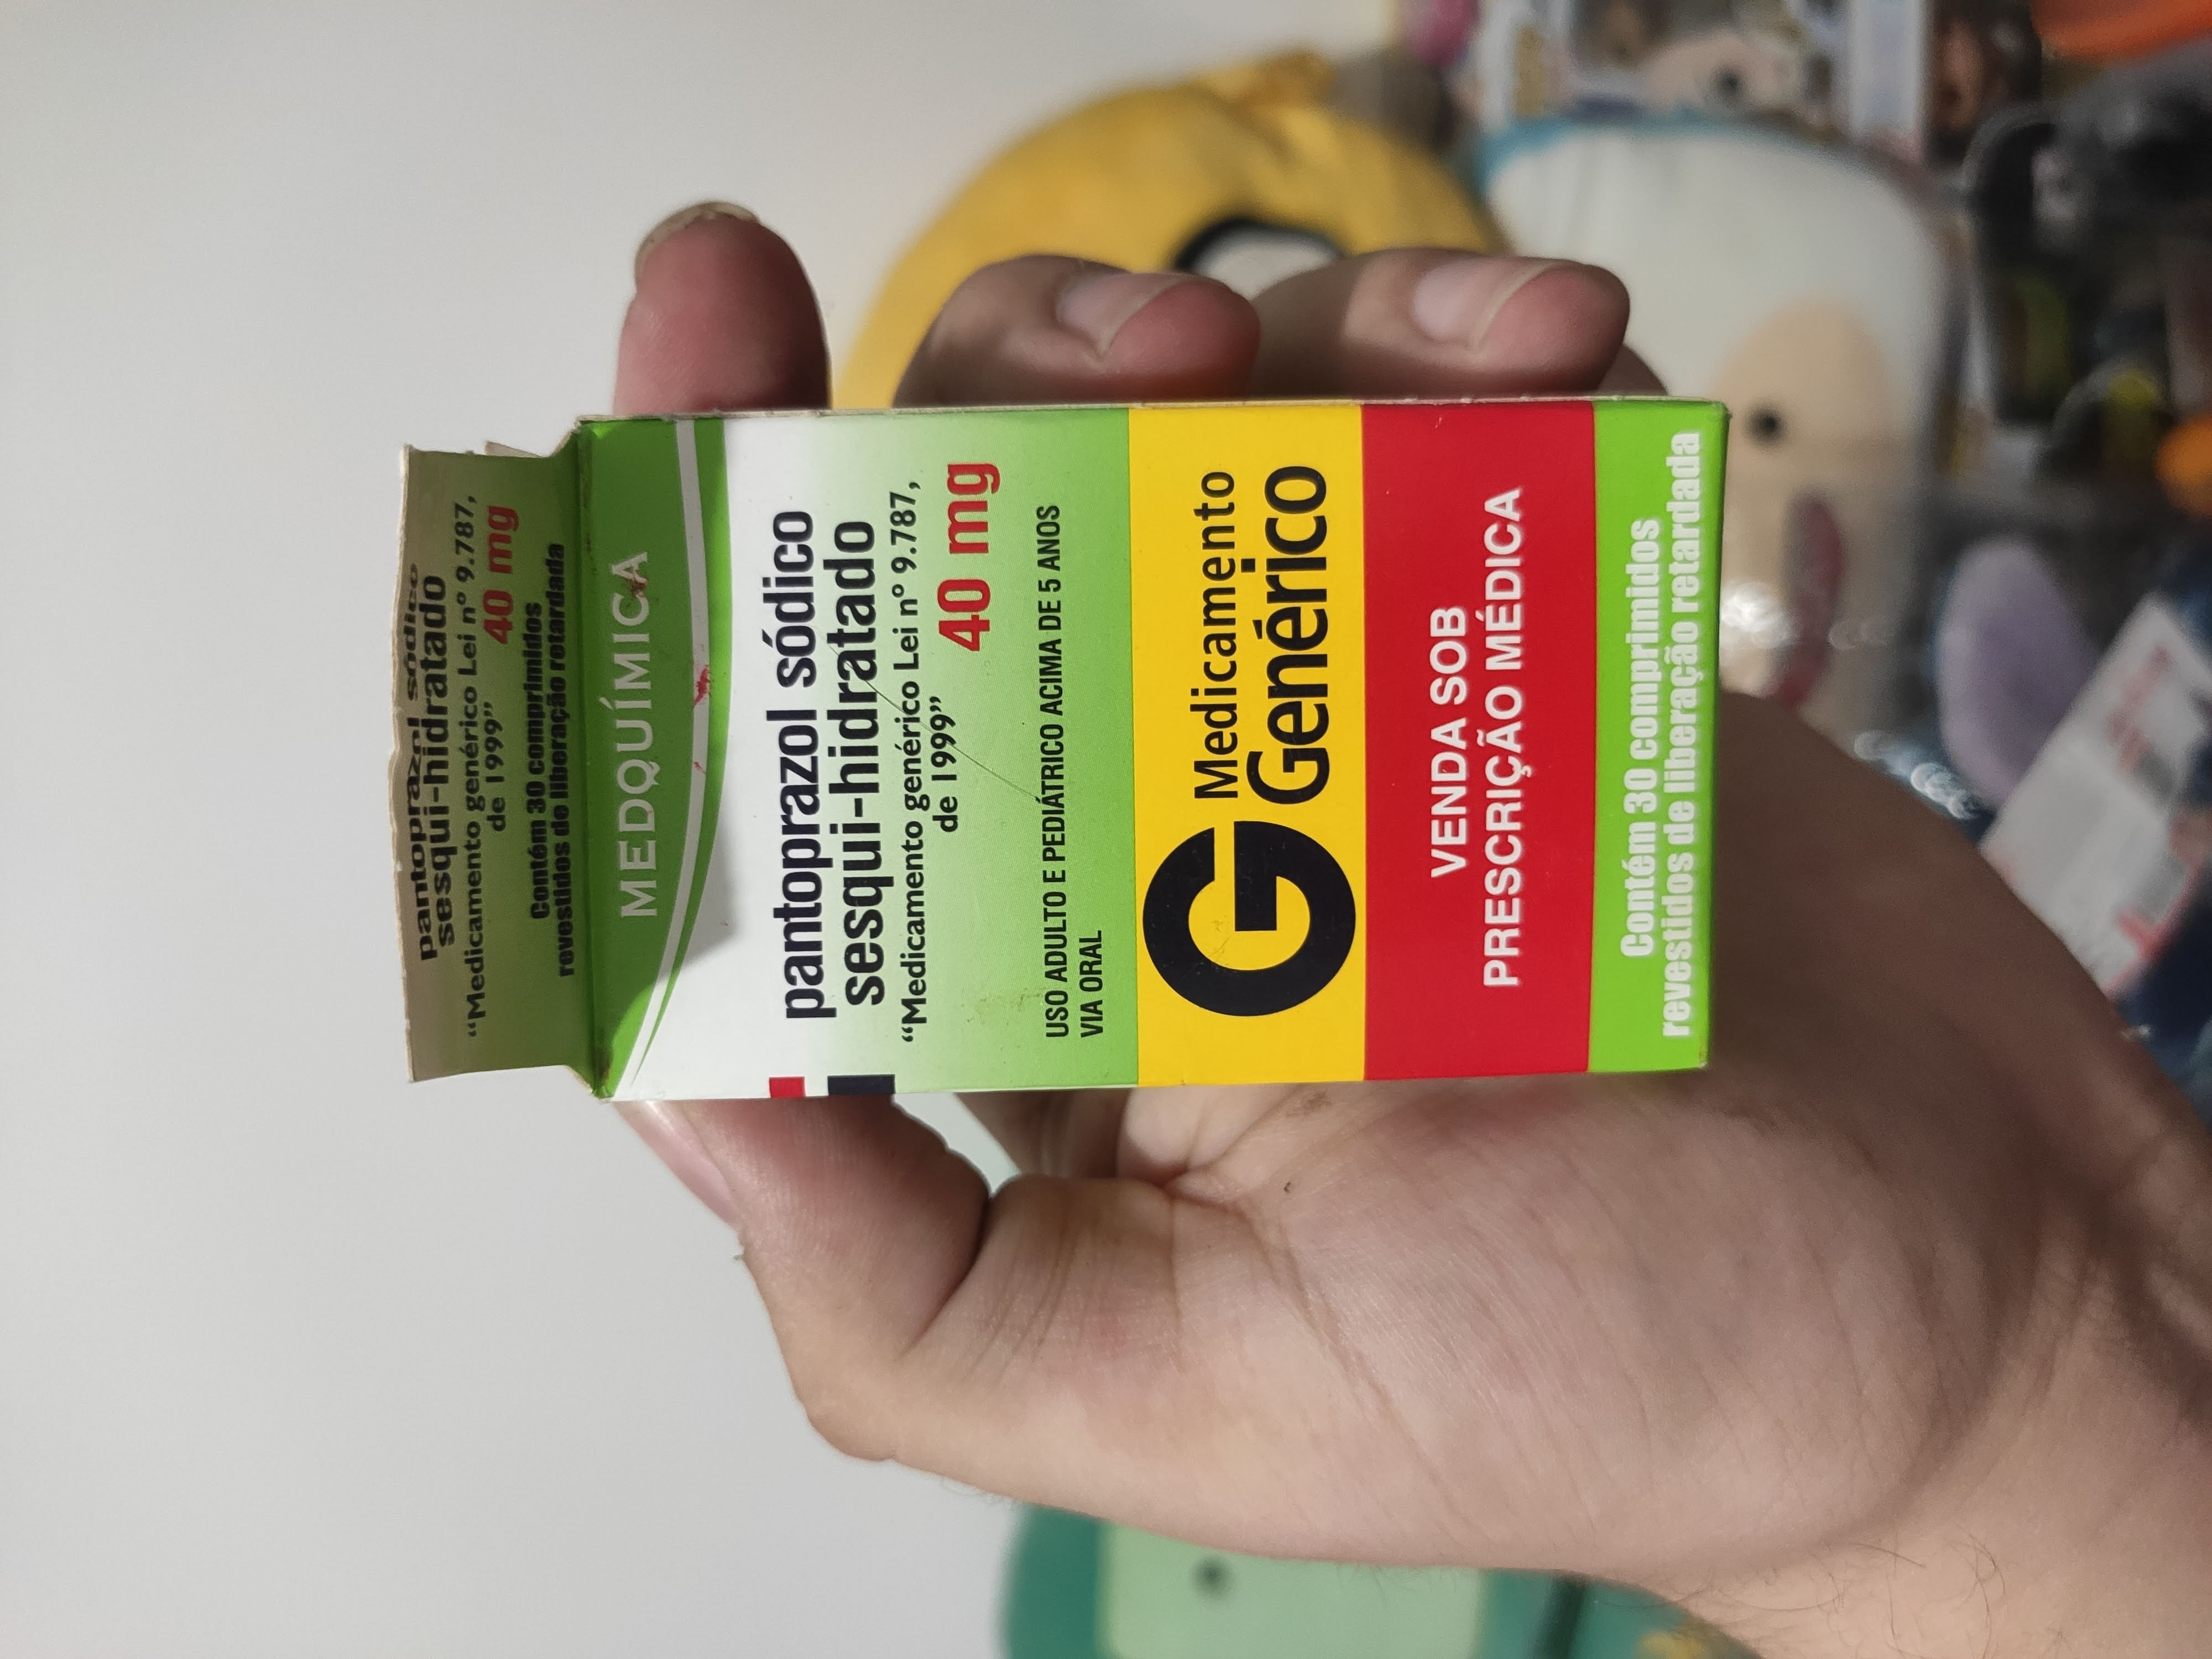 pantoprazol sódico
sesqui-hidratado
“Medicamento genérico Lei nº 9.787,
de 1999” 40 mg
Contém 30 comprimidos
revestidos de liberação retardada
MEDQUÍMICA
pantoprazol sódico
sesqui-hidratado
“Medicamento genérico Lei nº 9.787,
de 1999” 40 mg
USO ADULTO E PEDIÁTRICO ACIMA DE 5 ANOS
VIA ORAL
G Medicamento
Genérico
VENDA SOB
PRESCRIÇÃO MÉDICA
Contém 30 comprimidos
revestidos de liberação retardada